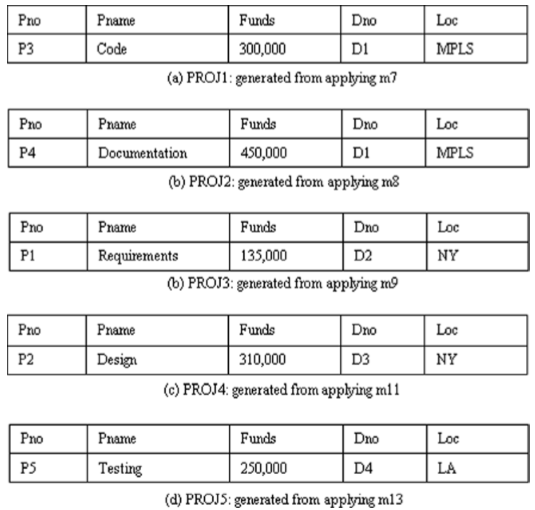 Pno Pname Funds Dno Loc
P3 Code 300,000 D1 MPLS
(a) PROJ1: generated from applying m7
Pno Pname Funds Dno Loc
P4 Documentation 450,000 D1 MPLS
(b) PROJ2: generated from applying m8
Pno Pname Funds Dno Loc
P1 Requirements 135,000 D2 NY
(b) PROJ3: generated from applying m9
Pno Pname Funds Dno Loc
P2 Design 310,000 D3 NY
(c) PROJ4: generated from applying m11
Pno Pname Funds Dno Loc
P5 Testing 250,000 D4 LA
(d) PROJ5: generated from applying m13